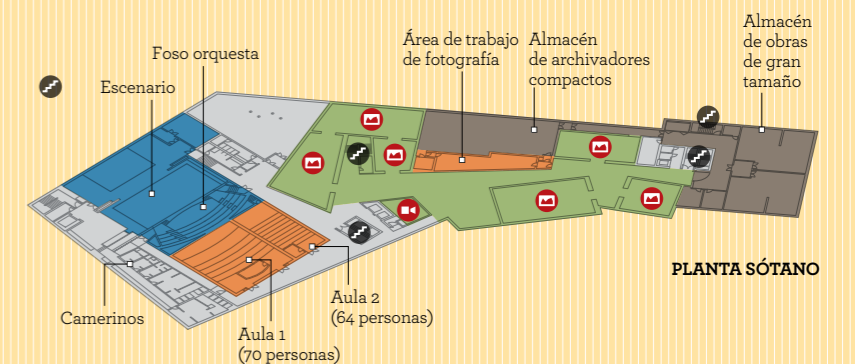 Foso orquesta
Escenario
Área de trabajo
de fotografía
Almacén
de archivadores
compactos
Almacén
de obras
de gran
tamaño
PLANTA SÓTANO
Camerinos
Aula 1
(70 personas)
Aula 2
(64 personas)